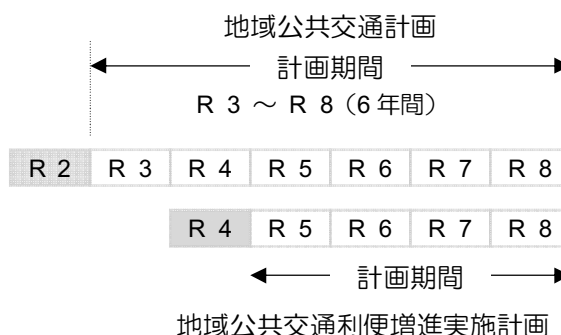 地域公共交通計画
計画期間
R 3 ～ R 8（6 年間）
R 2 R 3 R 4 R 5 R 6 R 7 R 8
R 4 R 5 R 6 R 7 R 8
計画期間
地域公共交通利便増進実施計画